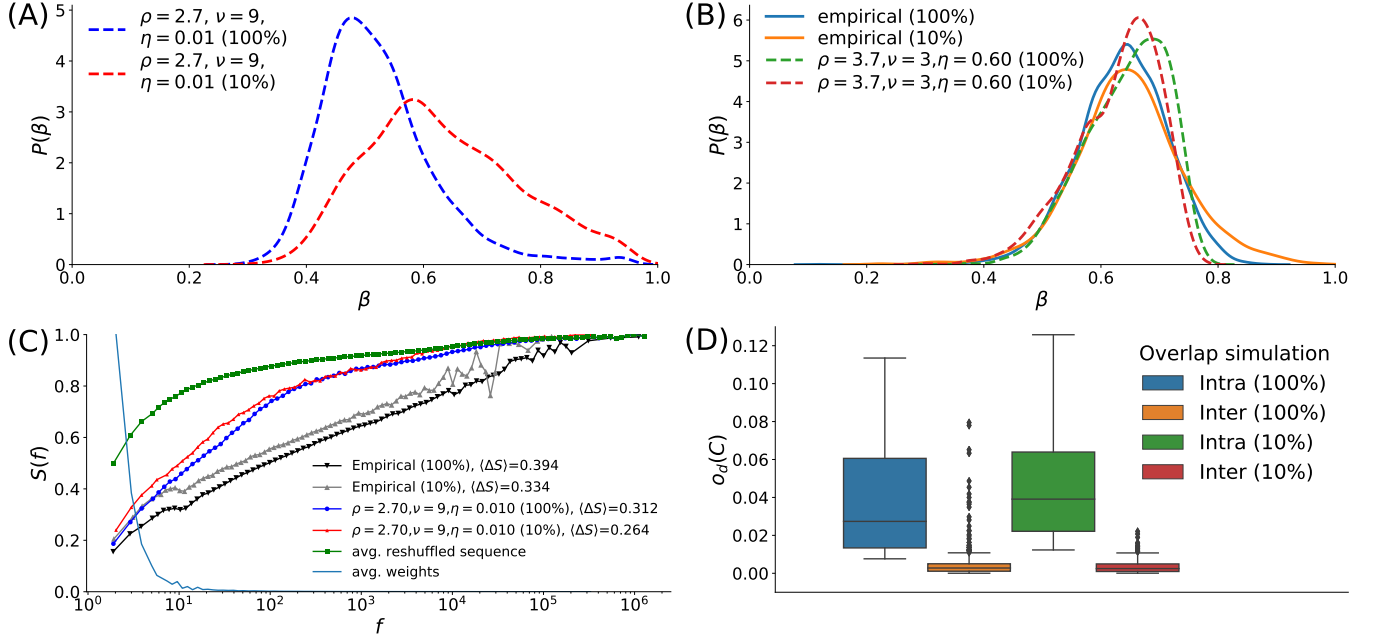 (A)
ρ = 2.7, ν = 9,
η = 0.01 (100%)
ρ = 2.7, ν = 9,
η = 0.01 (10%)
5
4
3
2
1
0
P(β)
0.0 0.2 0.4 0.6 0.8 1.0
β
(B)
empirical (100%)
empirical (10%)
ρ = 3.7,ν = 3,η = 0.60 (100%)
ρ = 3.7,ν = 3,η = 0.60 (10%)
6
5
4
3
2
1
0
P(β)
0.0 0.2 0.4 0.6 0.8 1.0
β
(C)
1.0
0.8
0.6
0.4
0.2
0.0
S(f)
Empirical (100%), ⟨ΔS⟩=0.394
Empirical (10%), ⟨ΔS⟩=0.334
ρ = 2.70,ν = 9,η = 0.010 (100%), ⟨ΔS⟩=0.312
ρ = 2.70,ν = 9,η = 0.010 (10%), ⟨ΔS⟩=0.264
avg. reshuffled sequence
avg. weights
10⁰ 10¹ 10² 10³ 10⁴ 10⁵ 10⁶
f
(D)
0.12
0.10
0.08
0.06
0.04
0.02
0.00
o_d(C)
Overlap simulation
Intra (100%)
Inter (100%)
Intra (10%)
Inter (10%)